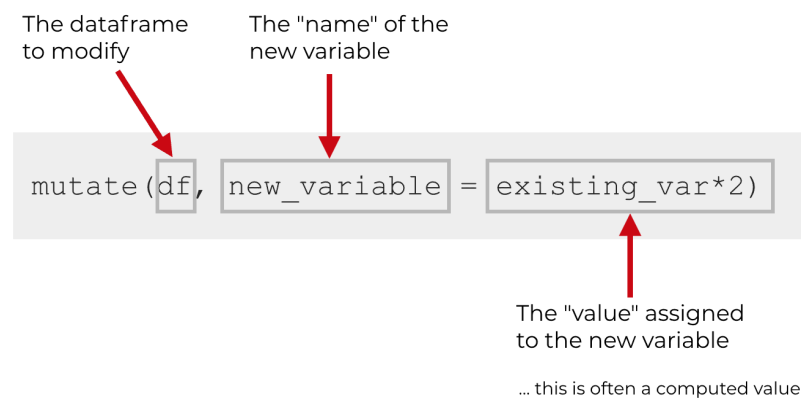 The dataframe
to modify
The "name" of the
new variable
mutate(df, new_variable = existing_var*2)
The "value" assigned
to the new variable
... this is often a computed value